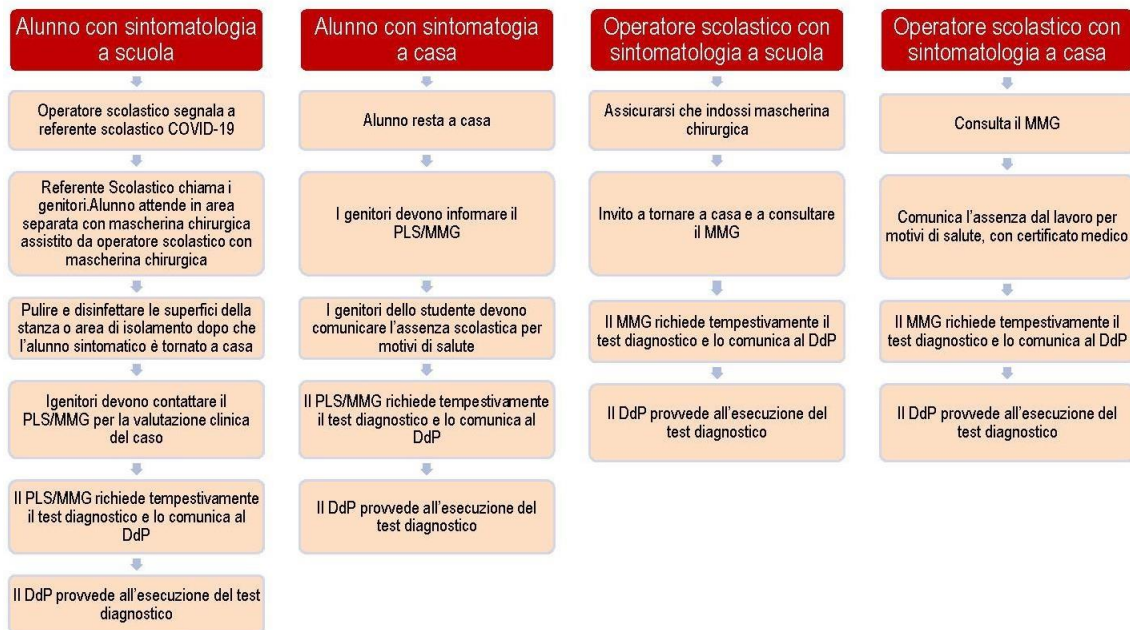 Alunno con sintomatologia
a scuola
Operatore scolastico segnala a
referente scolastico COVID-19
Referente Scolastico chiama i
genitori.Alunno attende in area
separata con mascherina chirurgica
assistito da operatore scolastico con
mascherina chirurgica
Pulire e disinfettare le superfici della
stanza o area di isolamento dopo che
l'alunno sintomatico è tornato a casa
Igenitori devono contattare il
PLS/MMG per la valutazione clinica
del caso
Il PLS/MMG richiede tempestivamente
il test diagnostico e lo comunica al
DdP
Il DdP provvede all'esecuzione del test
diagnostico
Alunno con sintomatogia
a casa
Alunno resta a casa
I genitori devono informare il
PLS/MMG
I genitori dello studente devono
comunicare l'assenza scolastica per
motivi di salute
Il PLS/MMG richiede tempestivamente
il test diagnostico e lo comunica al
DdP
Il DdP provvede all'esecuzione del
test diagnostico
Operatore scolastico con
sintomatologia a scuola
Assicurarsi che indossi mascherina
chirurgica
Invito a tornare a casa e a consultare
il MMG
Il MMG richiede tempestivamente il
test diagnostico e lo comunica al DdP
Il DdP provvede all'esecuzione del
test diagnostico
Operatore scolastico con
sintomatologia a casa
Consulta il MMG
Comunica l'assenza dal lavoro per
motivi di salute, con certificato medico
Il MMG richiede tempestivamente il
test diagnostico e lo comunica al DdP
Il DdP provvede all'esecuzione del
test diagnostico